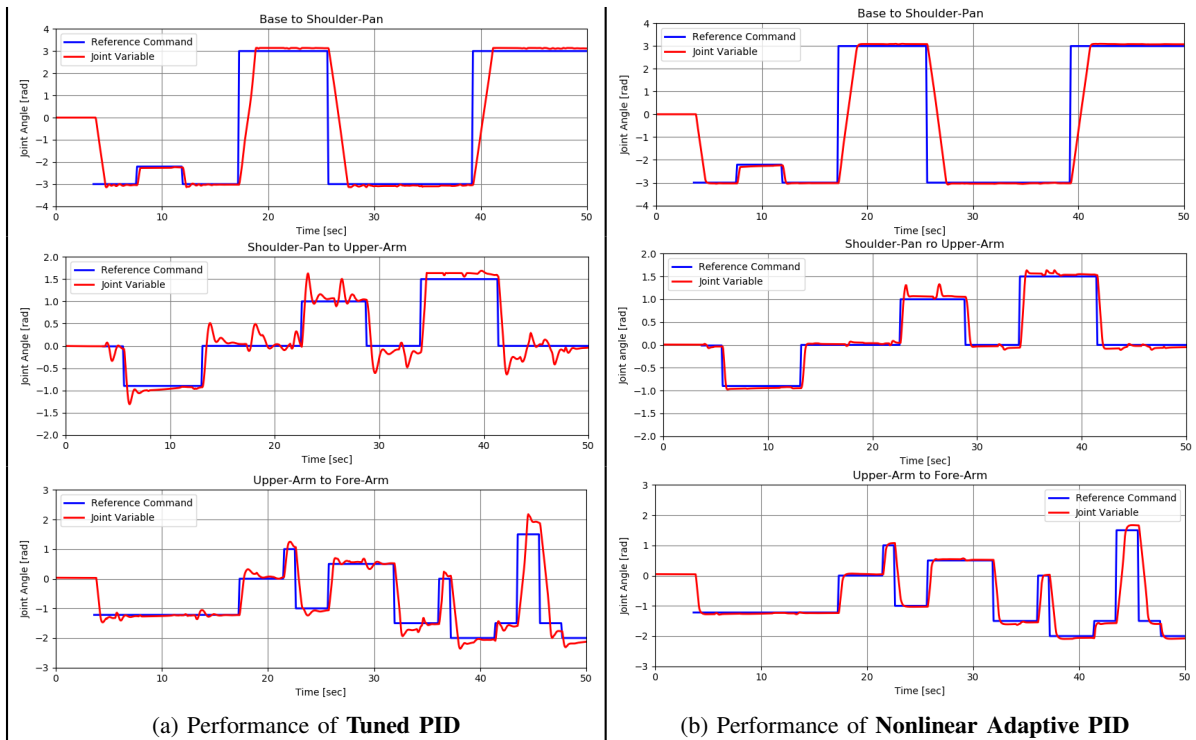 Base to Shoulder-Pan
4
3
2
1
0
−1
−2
−3
−4
Joint Angle [rad]
Reference Command
Joint Variable
0
10
20
30
40
50
Time [sec]
Shoulder-Pan to Upper-Arm
2.0
1.5
1.0
0.5
0.0
−0.5
−1.0
−1.5
−2.0
Joint Angle [rad]
Reference Command
Joint Variable
0
10
20
30
40
50
Time [sec]
Upper-Arm to Fore-Arm
3
2
1
0
−1
−2
−3
Joint Angle [rad]
Reference Command
Joint Variable
0
10
20
30
40
50
Time [sec]
(a) Performance of Tuned PID
Base to Shoulder-Pan
4
3
2
1
0
−1
−2
−3
−4
Joint Angle [rad]
Reference Command
Joint Variable
0
10
20
30
40
50
Time [sec]
Shoulder-Pan ro Upper-Arm
2.0
1.5
1.0
0.5
0.0
−0.5
−1.0
−1.5
−2.0
Joint angle [rad]
Reference Command
Joint Variable
0
10
20
30
40
50
Time [sec]
Upper-Arm to Fore-Arm
3
2
1
0
−1
−2
−3
Joint Angle [rad]
Reference Command
Joint Variable
0
10
20
30
40
50
Time [sec]
(b) Performance of Nonlinear Adaptive PID